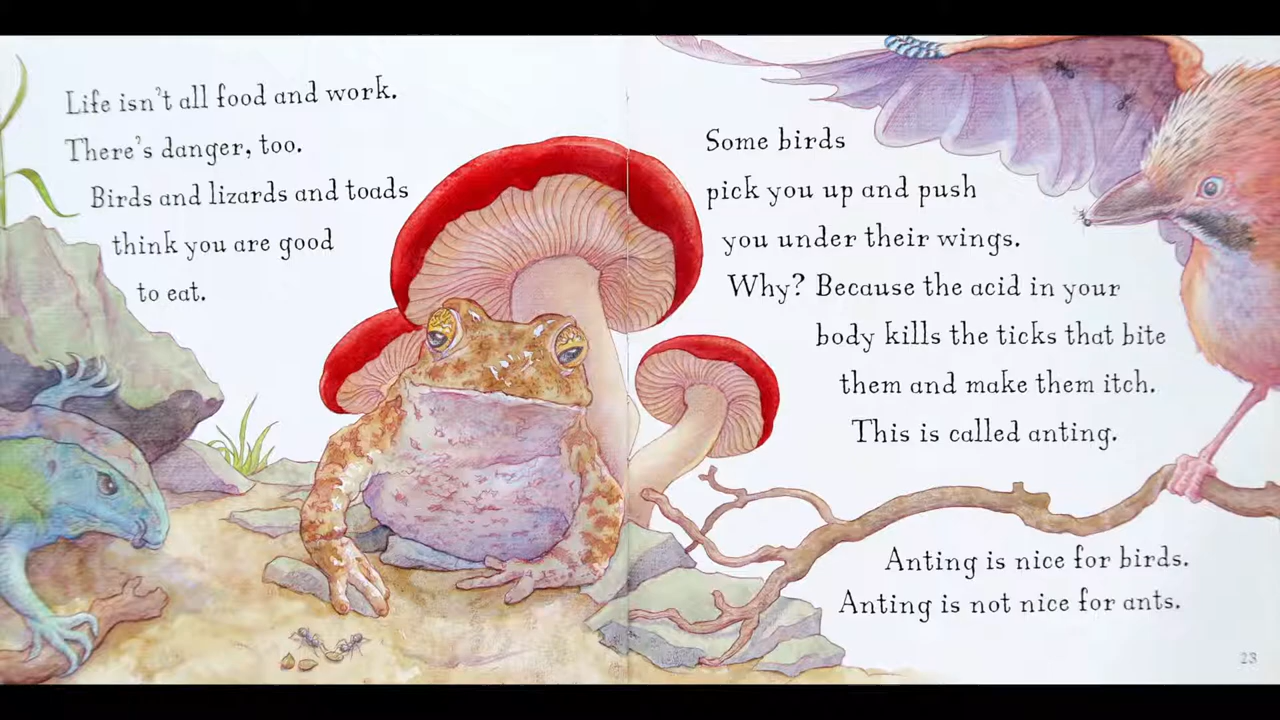 Life isn't all food and work.
There's danger, too.
Birds and lizards and toads
think you are good
to eat.
Some birds
pick you up and push
you under their wings.
Why? Because the acid in your
body kills the ticks that bite
them and make them itch.
This is called anting.
Anting is nice for birds.
Anting is not nice for ants.
23